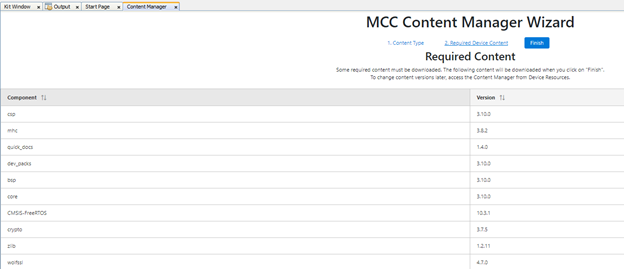 Kit Window
Output
Start Page
Content Manager
MCC Content Manager Wizard
1. Content Type
2. Required Device Content
Finish
Required Content
Some required content must be downloaded. The following content will be downloaded when you click on "Finish".
To change content versions later, access the Content Manager from Device Resources.
Component Version
csp 3.10.0
mhc 3.8.2
quick_docs 1.4.0
dev_packs 3.10.0
bsp 3.10.0
core 3.10.0
CMSIS-FreeRTOS 10.3.1
crypto 3.7.5
zlib 1.2.11
wolfssl 4.7.0